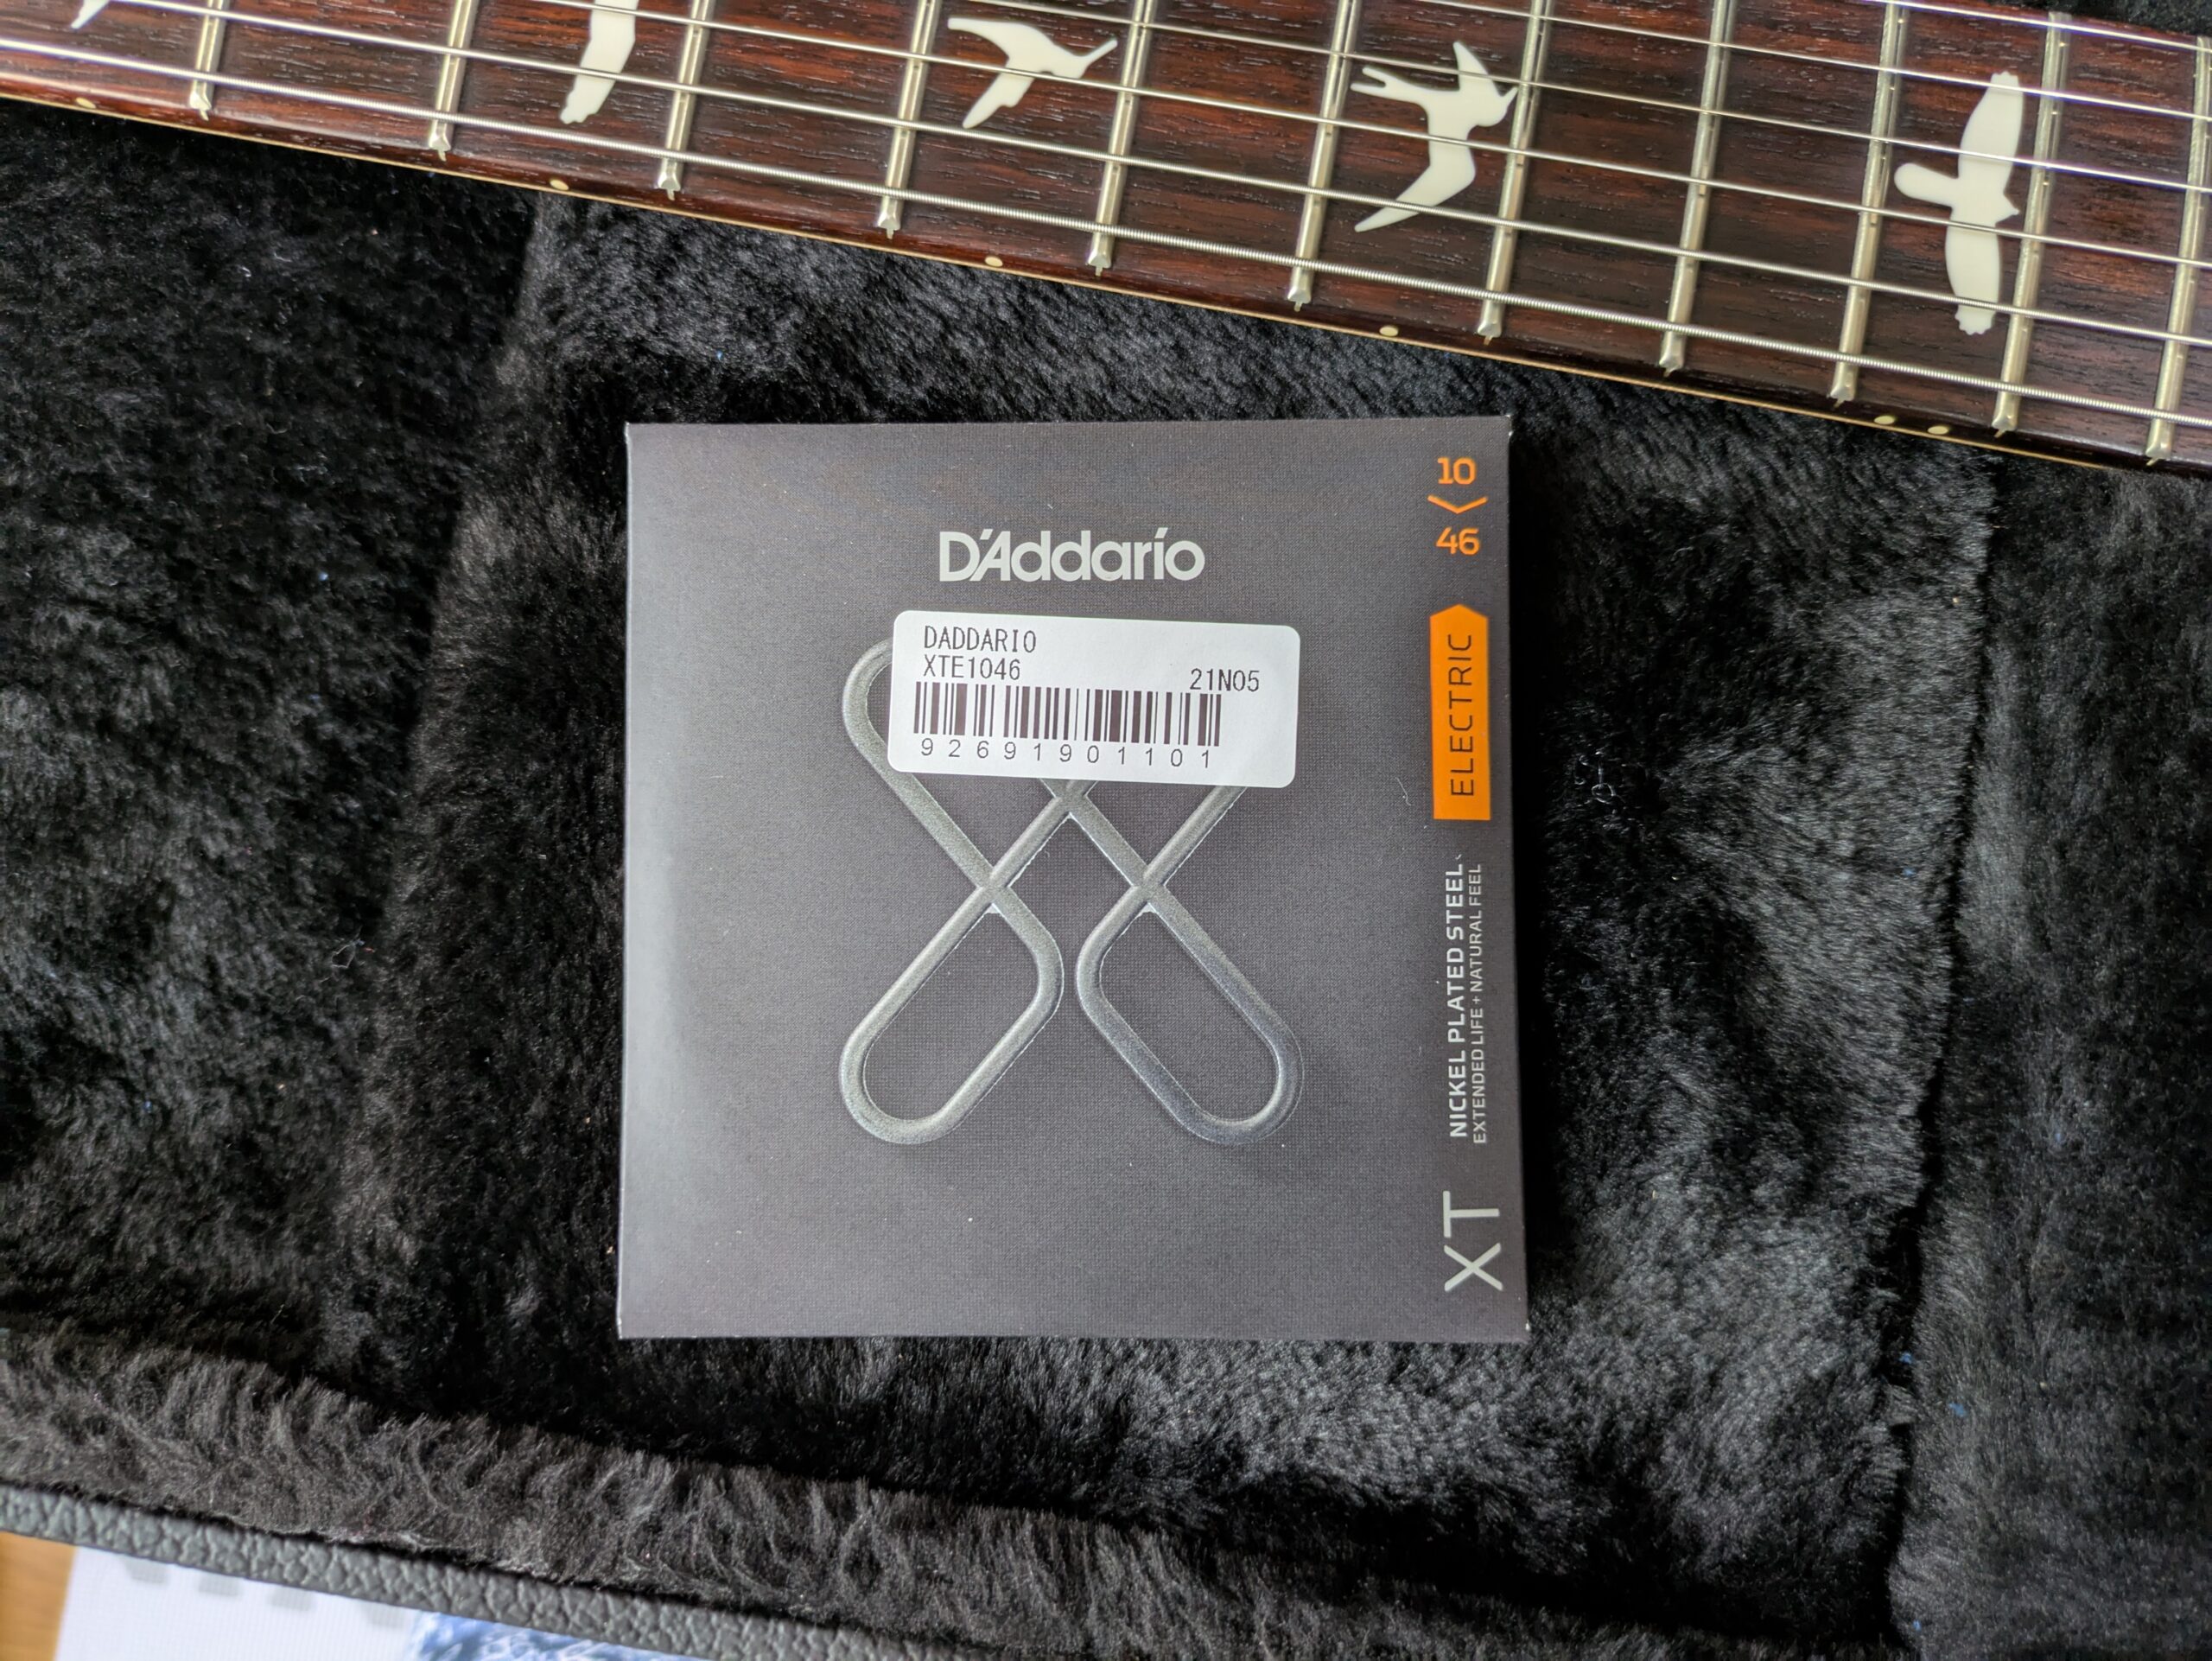 D'Addario
DADDARIO
XTE1046
21N05
92691901101
10
46
ELECTRIC
NICKEL PLATED STEEL
EXTENDED LIFE + NATURAL FEEL
XT